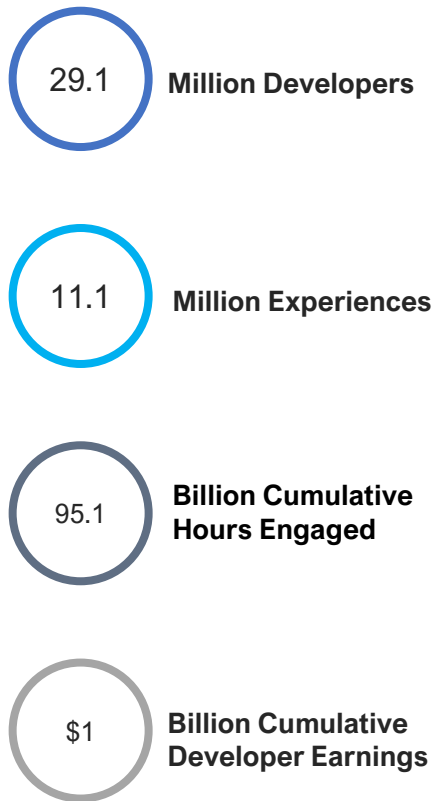 29.1
Million Developers
11.1
Million Experiences
95.1
Billion Cumulative
Hours Engaged
$1
Billion Cumulative
Developer Earnings